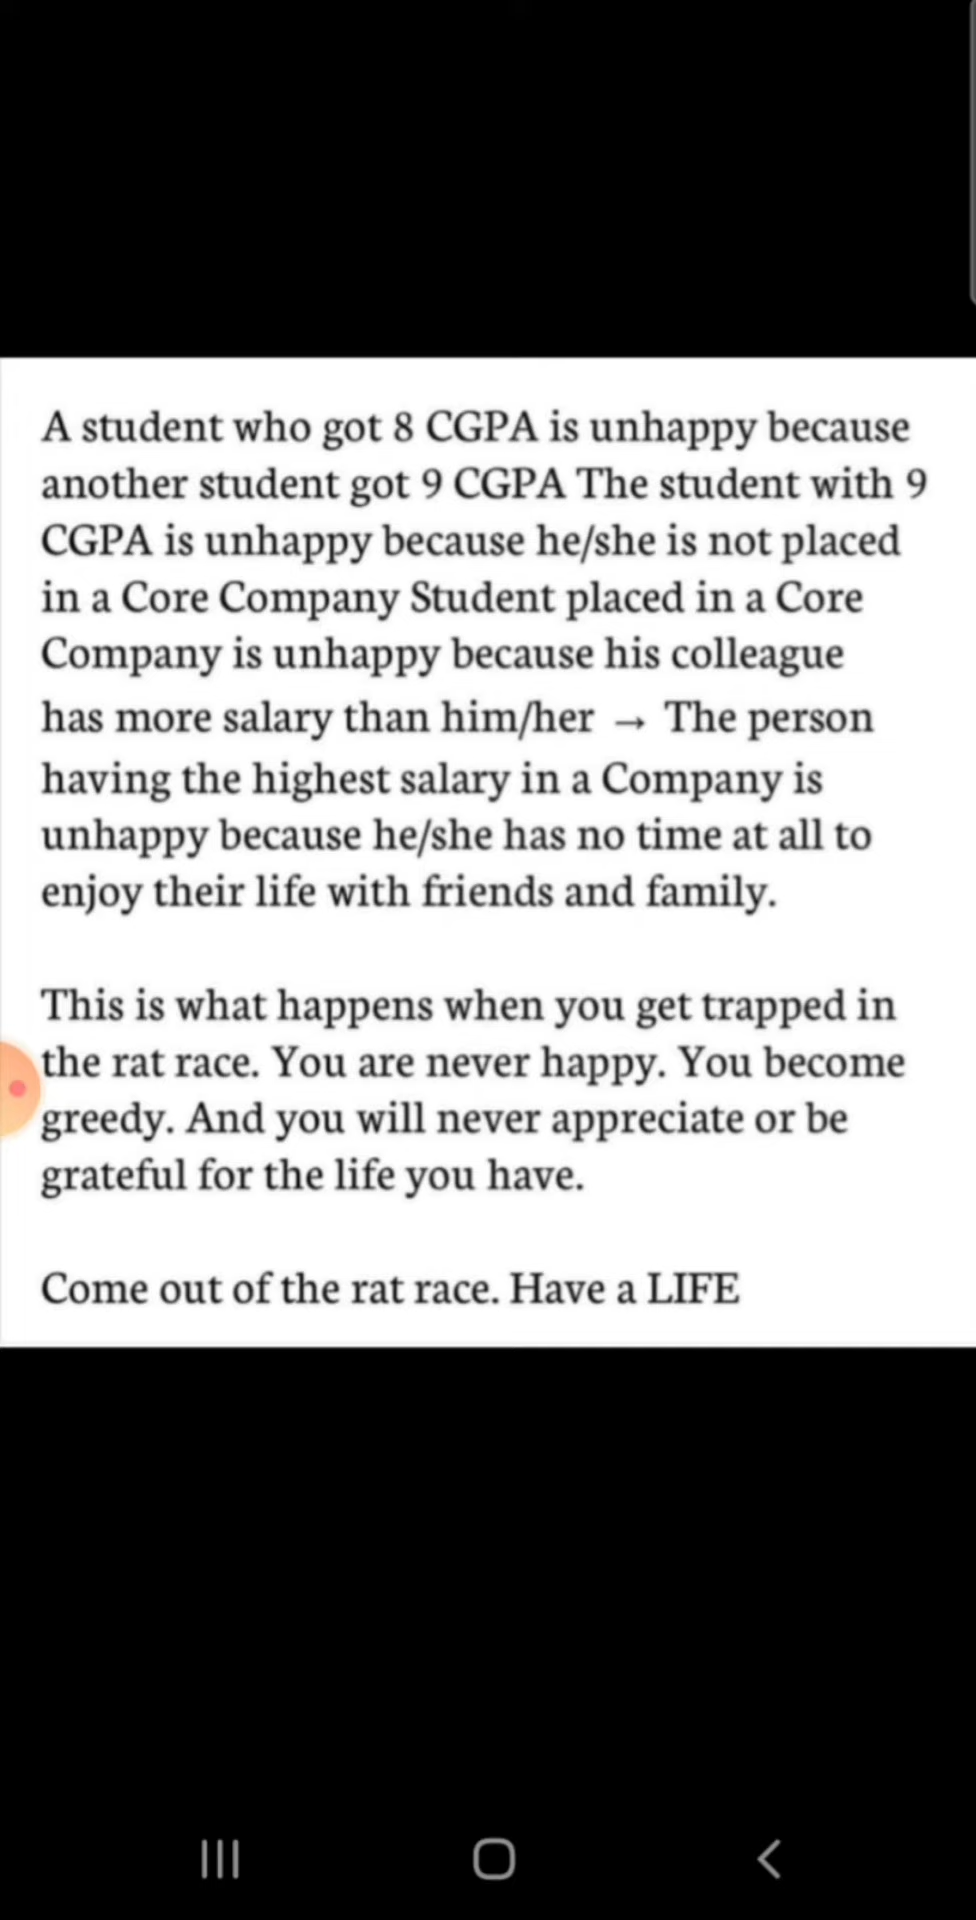 A student who got 8 CGPA is unhappy because
another student got 9 CGPA The student with 9
CGPA is unhappy because he/she is not placed
in a Core Company Student placed in a Core
Company is unhappy because his colleague
has more salary than him/her → The person
having the highest salary in a Company is
unhappy because he/she has no time at all to
enjoy their life with friends and family.
This is what happens when you get trapped in
the rat race. You are never happy. You become
greedy. And you will never appreciate or be
grateful for the life you have.
Come out of the rat race. Have a LIFE